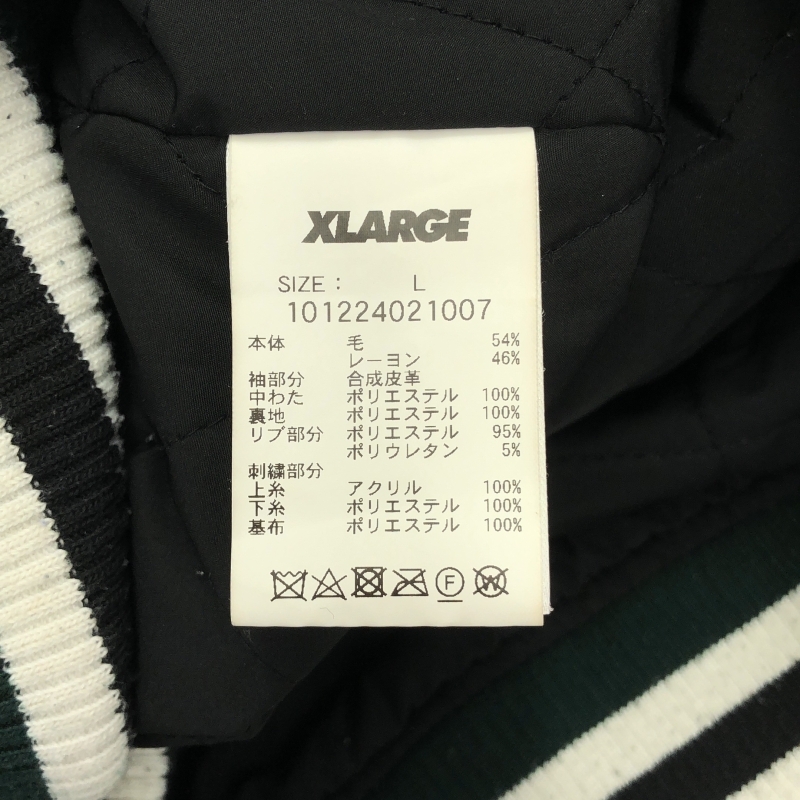 XLARGE
SIZE : L
101224021007
本体 毛 54%
レーヨン 46%
袖部分 合成皮革
中わた ポリエステル 100%
裏地 ポリエステル 100%
リブ部分 ポリエステル 95%
ポリウレタン 5%
刺繍部分
上糸 アクリル 100%
下糸 ポリエステル 100%
基布 ポリエステル 100%
F W